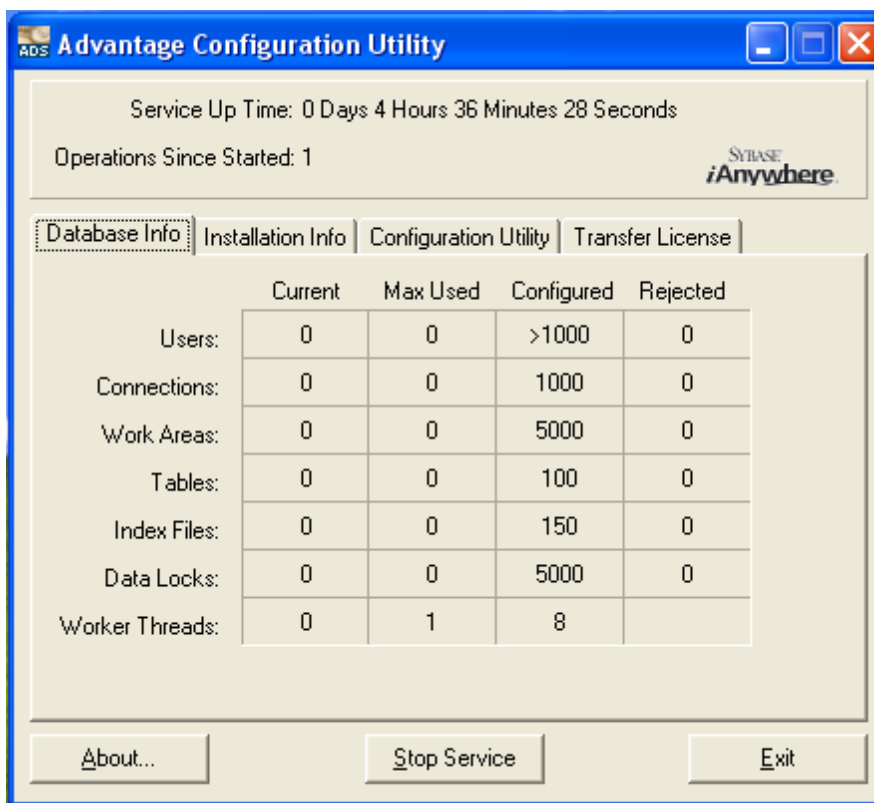 ADS Advantage Configuration Utility
Service Up Time: 0 Days 4 Hours 36 Minutes 28 Seconds
Operations Since Started: 1
SYBASE
iAnywhere
Database Info Installation Info Configuration Utility Transfer License
Current Max Used Configured Rejected
Users: 0 0 >1000 0
Connections: 0 0 1000 0
Work Areas: 0 0 5000 0
Tables: 0 0 100 0
Index Files: 0 0 150 0
Data Locks: 0 0 5000 0
Worker Threads: 0 1 8
About... Stop Service Exit